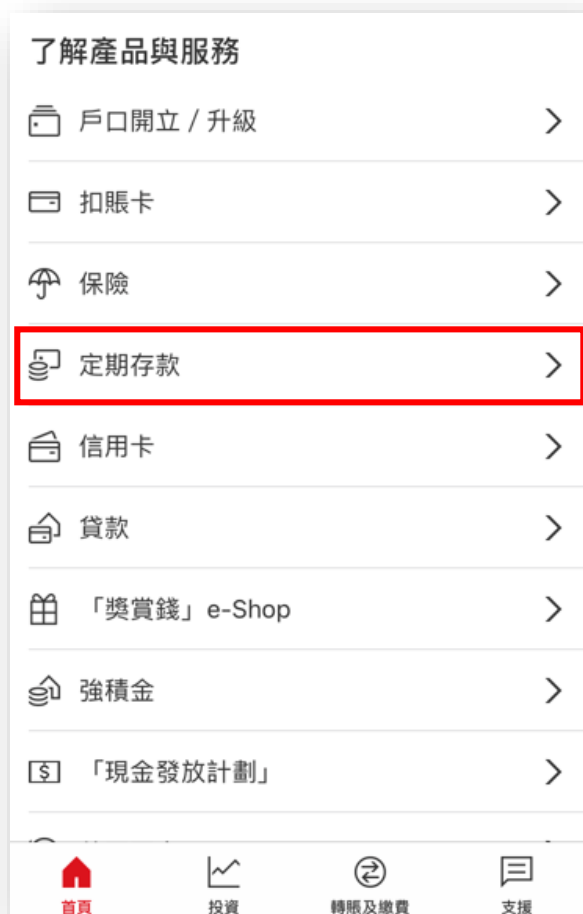 了解產品與服務
戶口開立 / 升級
扣賬卡
保險
定期存款
信用卡
貸款
「獎賞錢」e-Shop
強積金
「現金發放計劃」
首頁
投資
轉賬及繳費
支援